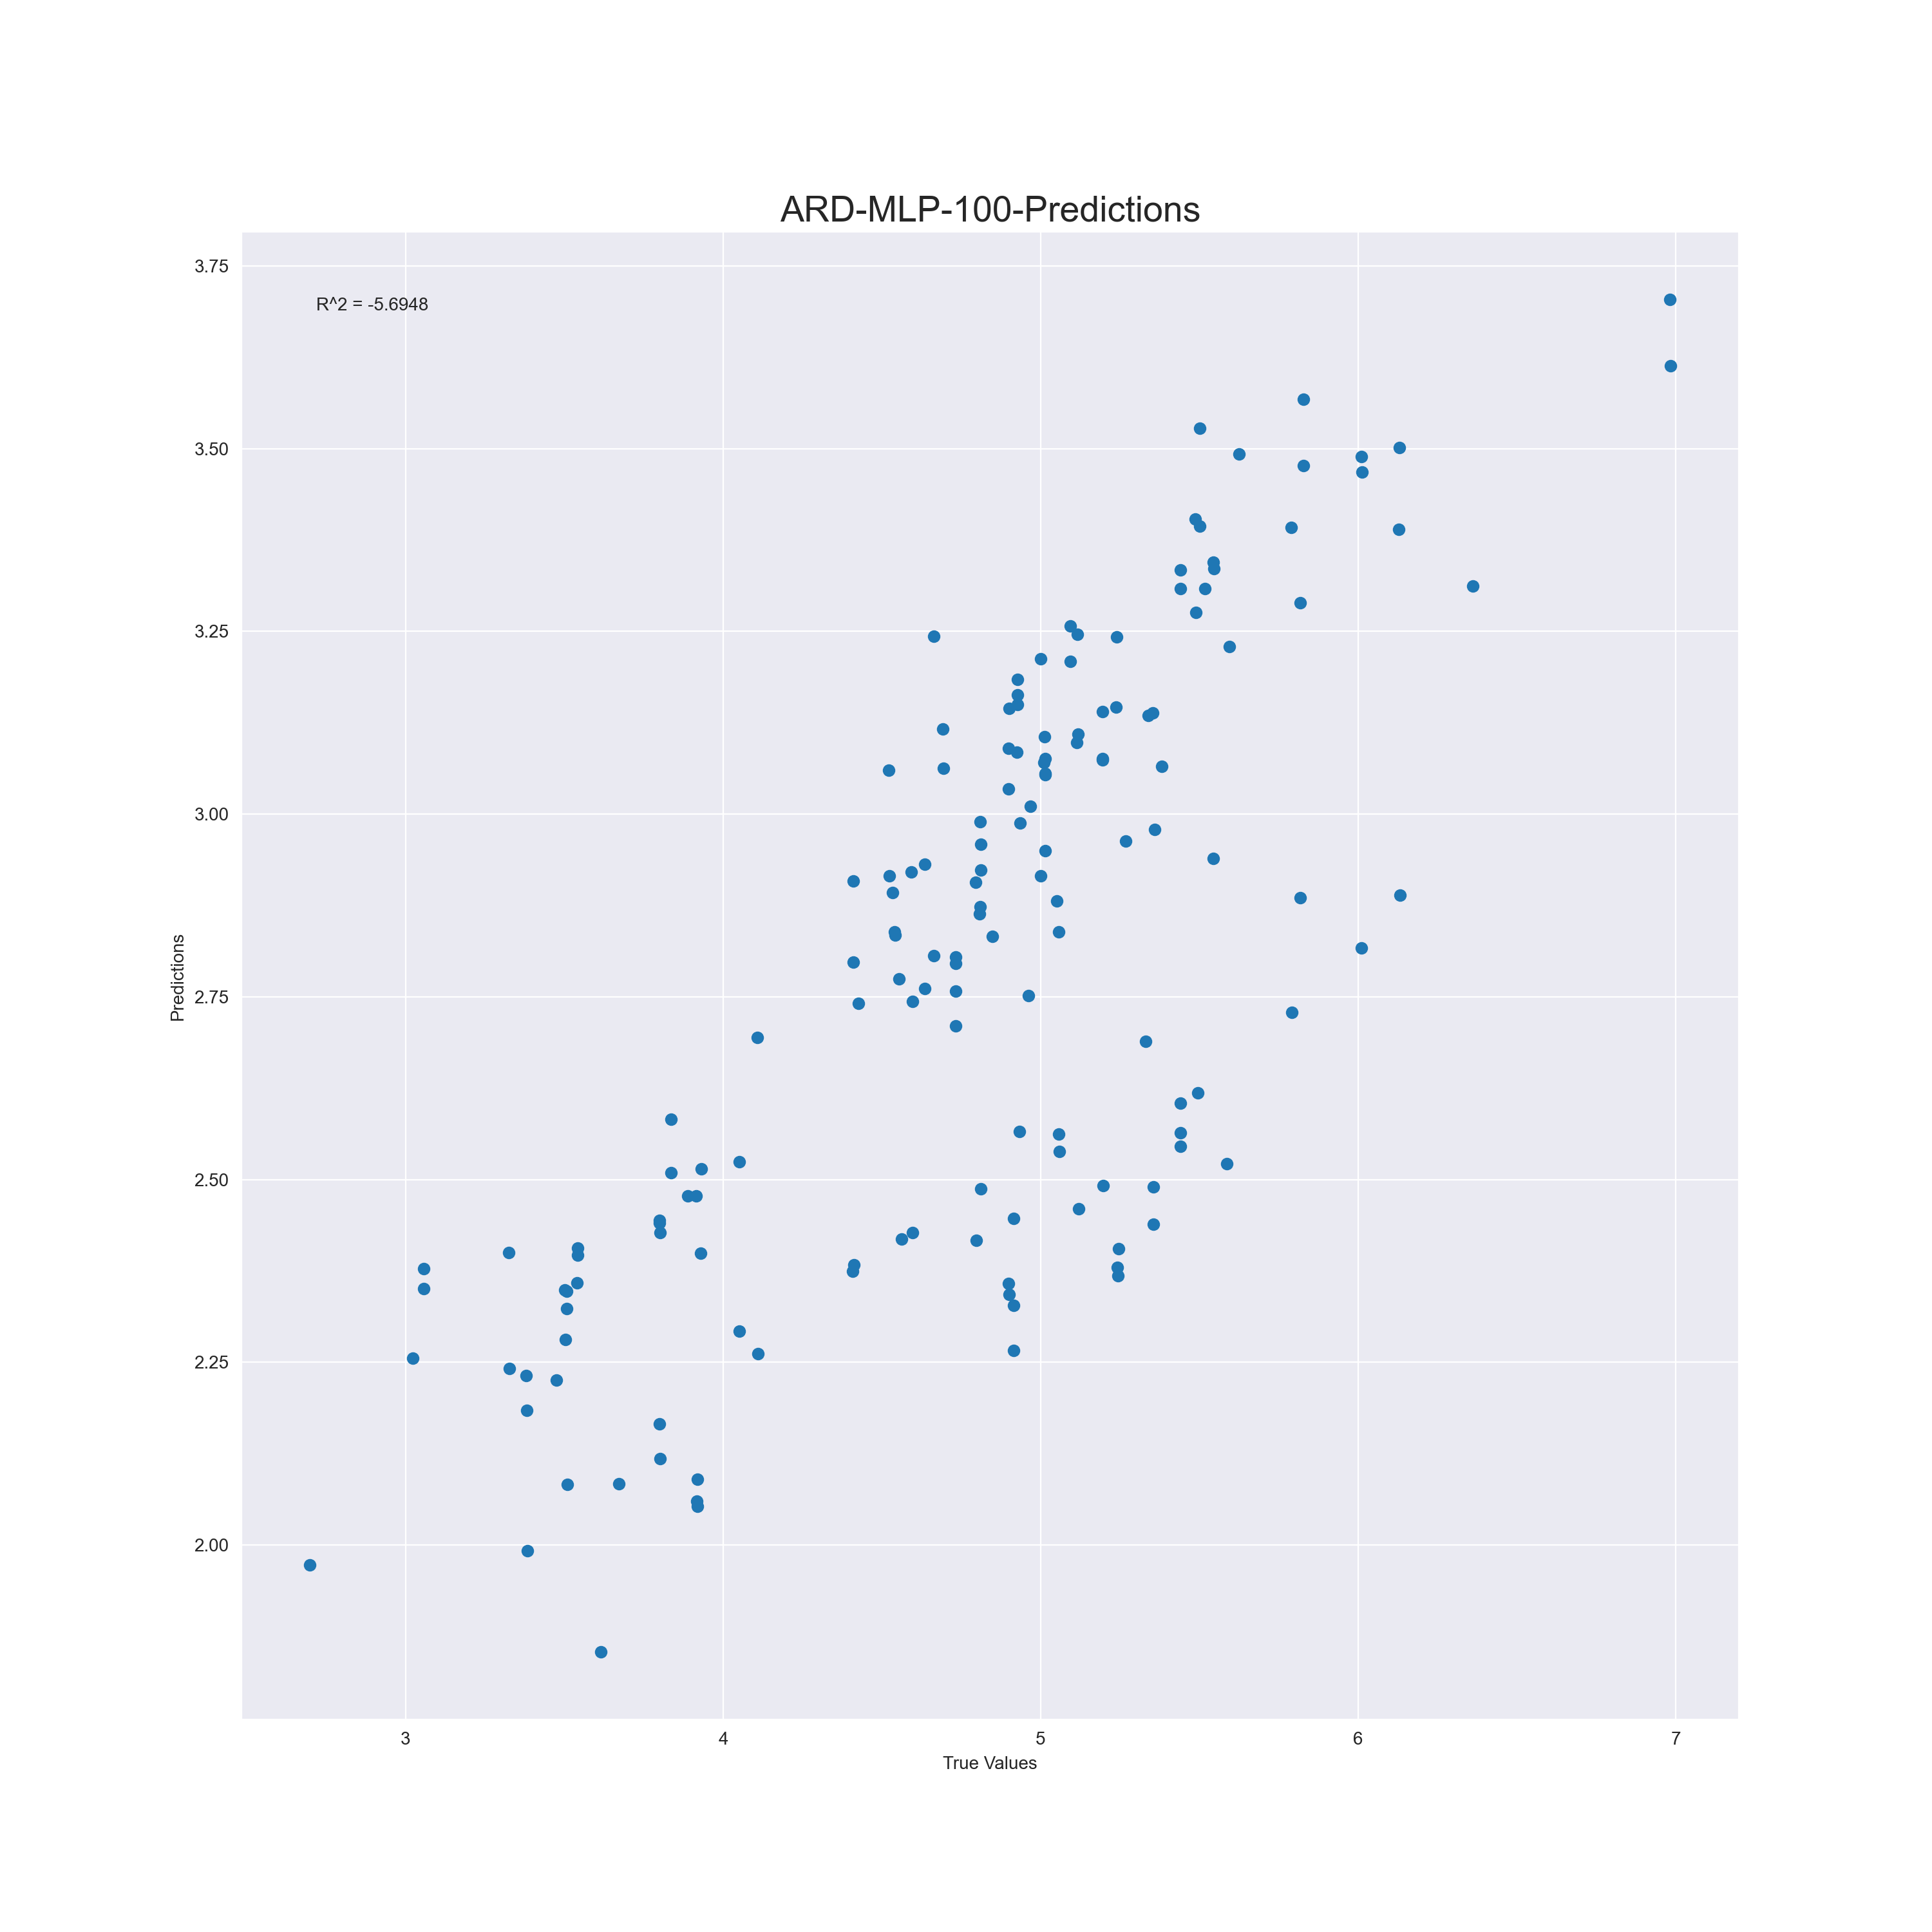 ARD-MLP-100-Predictions
3.75
R^2 = -5.6948
3.50
3.25
3.00
Predictions
2.75
2.50
2.25
2.00
3 4 5 6 7
True Values